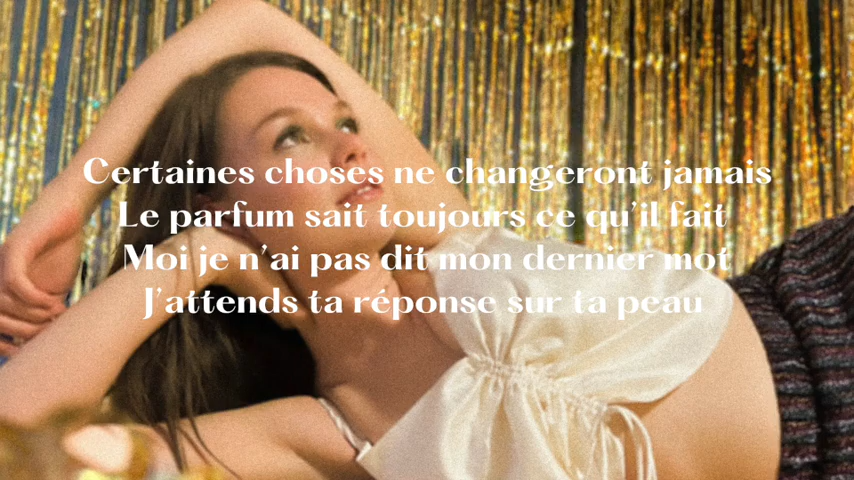 Certaines choses ne changeront jamais
Le parfum sait toujours ce qu'il fait
Moi je n'ai pas dit mon dernier mot
J'attends ta réponse sur ta peau